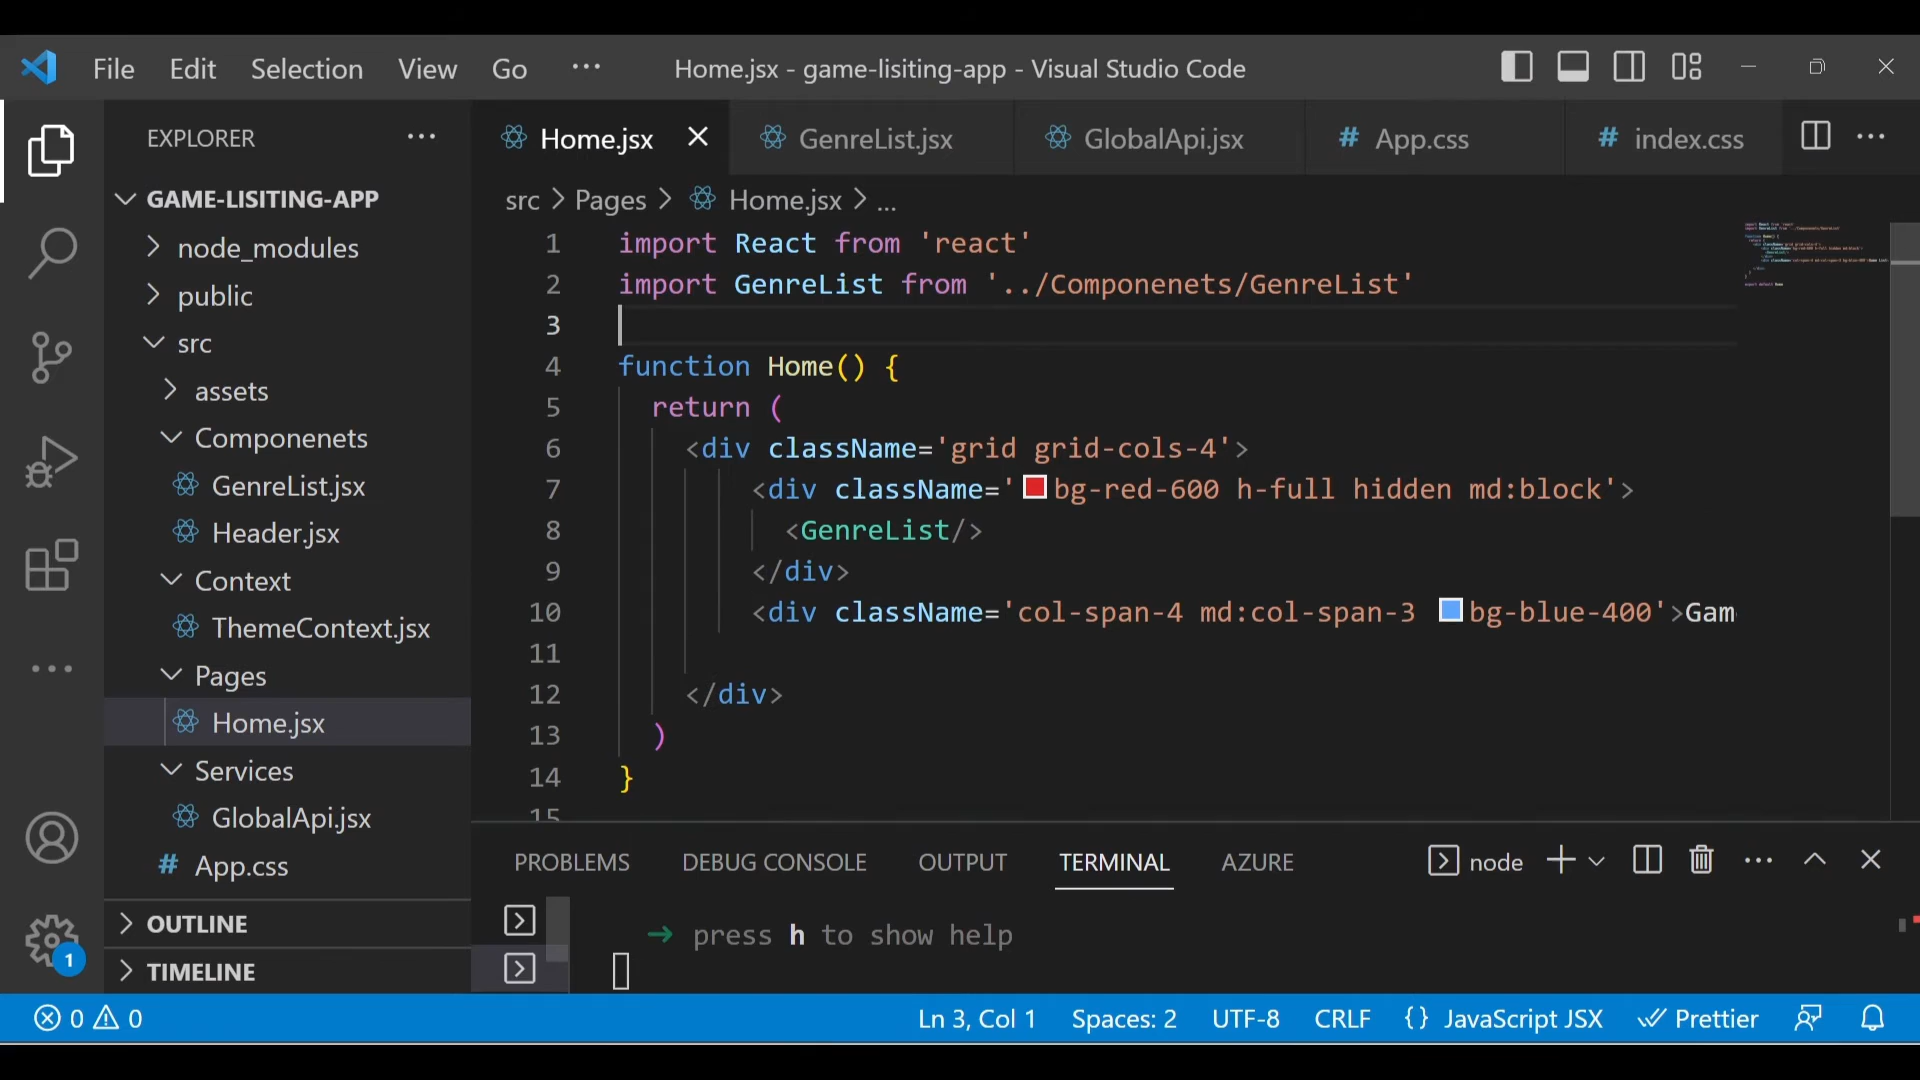 File Edit Selection View Go ··· Home.jsx - game-lisiting-app - Visual Studio Code
EXPLORER
Home.jsx GenreList.jsx GlobalApi.jsx # App.css # index.css
src > Pages > Home.jsx > ...
GAME-LISITING-APP
node_modules
public
src
assets
Componenets
GenreList.jsx
Header.jsx
Context
ThemeContext.jsx
Pages
Home.jsx
Services
GlobalApi.jsx
# App.css
OUTLINE
TIMELINE
1
1 import React from 'react'
2 import GenreList from '../Componenets/GenreList'
3
4 function Home() {
5 return (
6 <div className='grid grid-cols-4'>
7 <div className='bg-red-600 h-full hidden md:block'>
8 <GenreList/>
9 </div>
10 <div className='col-span-4 md:col-span-3 bg-blue-400'>Gam
11
12 </div>
13 )
14 }
15
PROBLEMS DEBUG CONSOLE OUTPUT TERMINAL AZURE node
➜ press h to show help
0 0 Ln 3, Col 1 Spaces: 2 UTF-8 CRLF {} JavaScript JSX Prettier